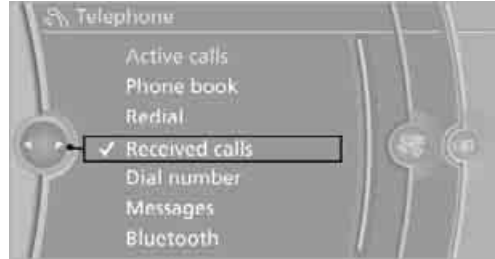 Telephone
Active calls
Phone book
Redial
✓ Received calls
Dial number
Messages
Bluetooth